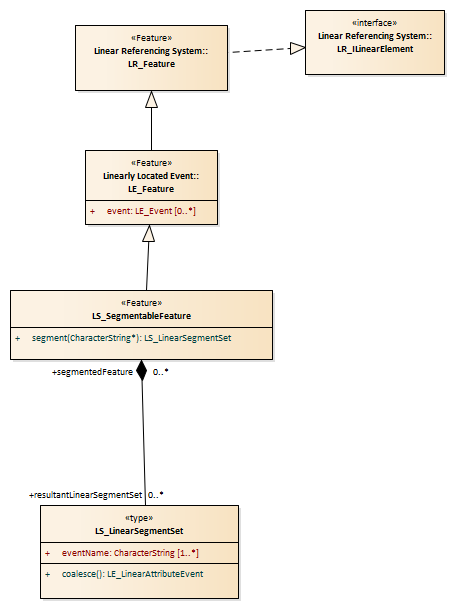 «Feature»
Linear Referencing System::
LR_Feature
«interface»
Linear Referencing System::
LR_ILinearElement
«Feature»
Linearly Located Event::
LE_Feature
+ event: LE_Event [0..*]
«Feature»
LS_SegmentableFeature
+ segment(CharacterString*): LS_LinearSegmentSet
+segmentedFeature 0..*
+resultantLinearSegmentSet 0..*
«type»
LS_LinearSegmentSet
+ eventName: CharacterString [1..*]
+ coalesce(): LE_LinearAttributeEvent